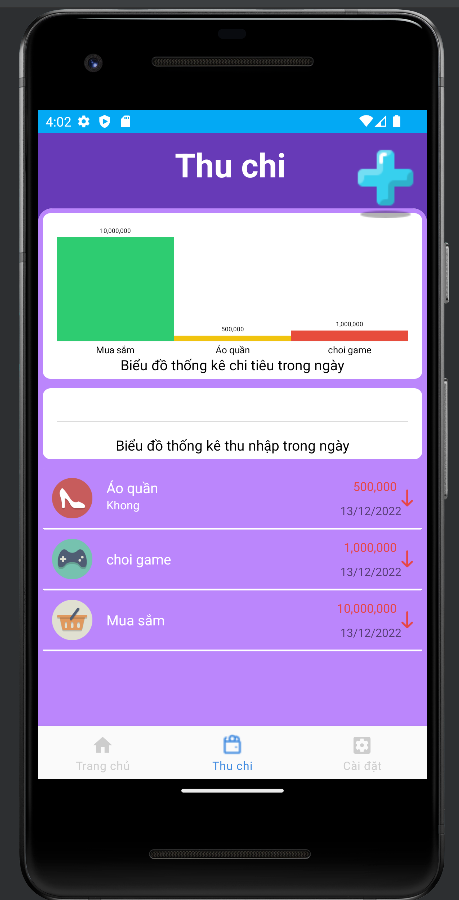 4:02
Thu chi
10,000,000
500,000
1,000,000
Mua sắm
Áo quần
choi game
Biểu đồ thống kê chi tiêu trong ngày
Biểu đồ thống kê thu nhập trong ngày
Áo quần
500,000
Khong
13/12/2022
choi game
1,000,000
13/12/2022
Mua sắm
10,000,000
13/12/2022
Trang chủ
Thu chi
Cài đặt